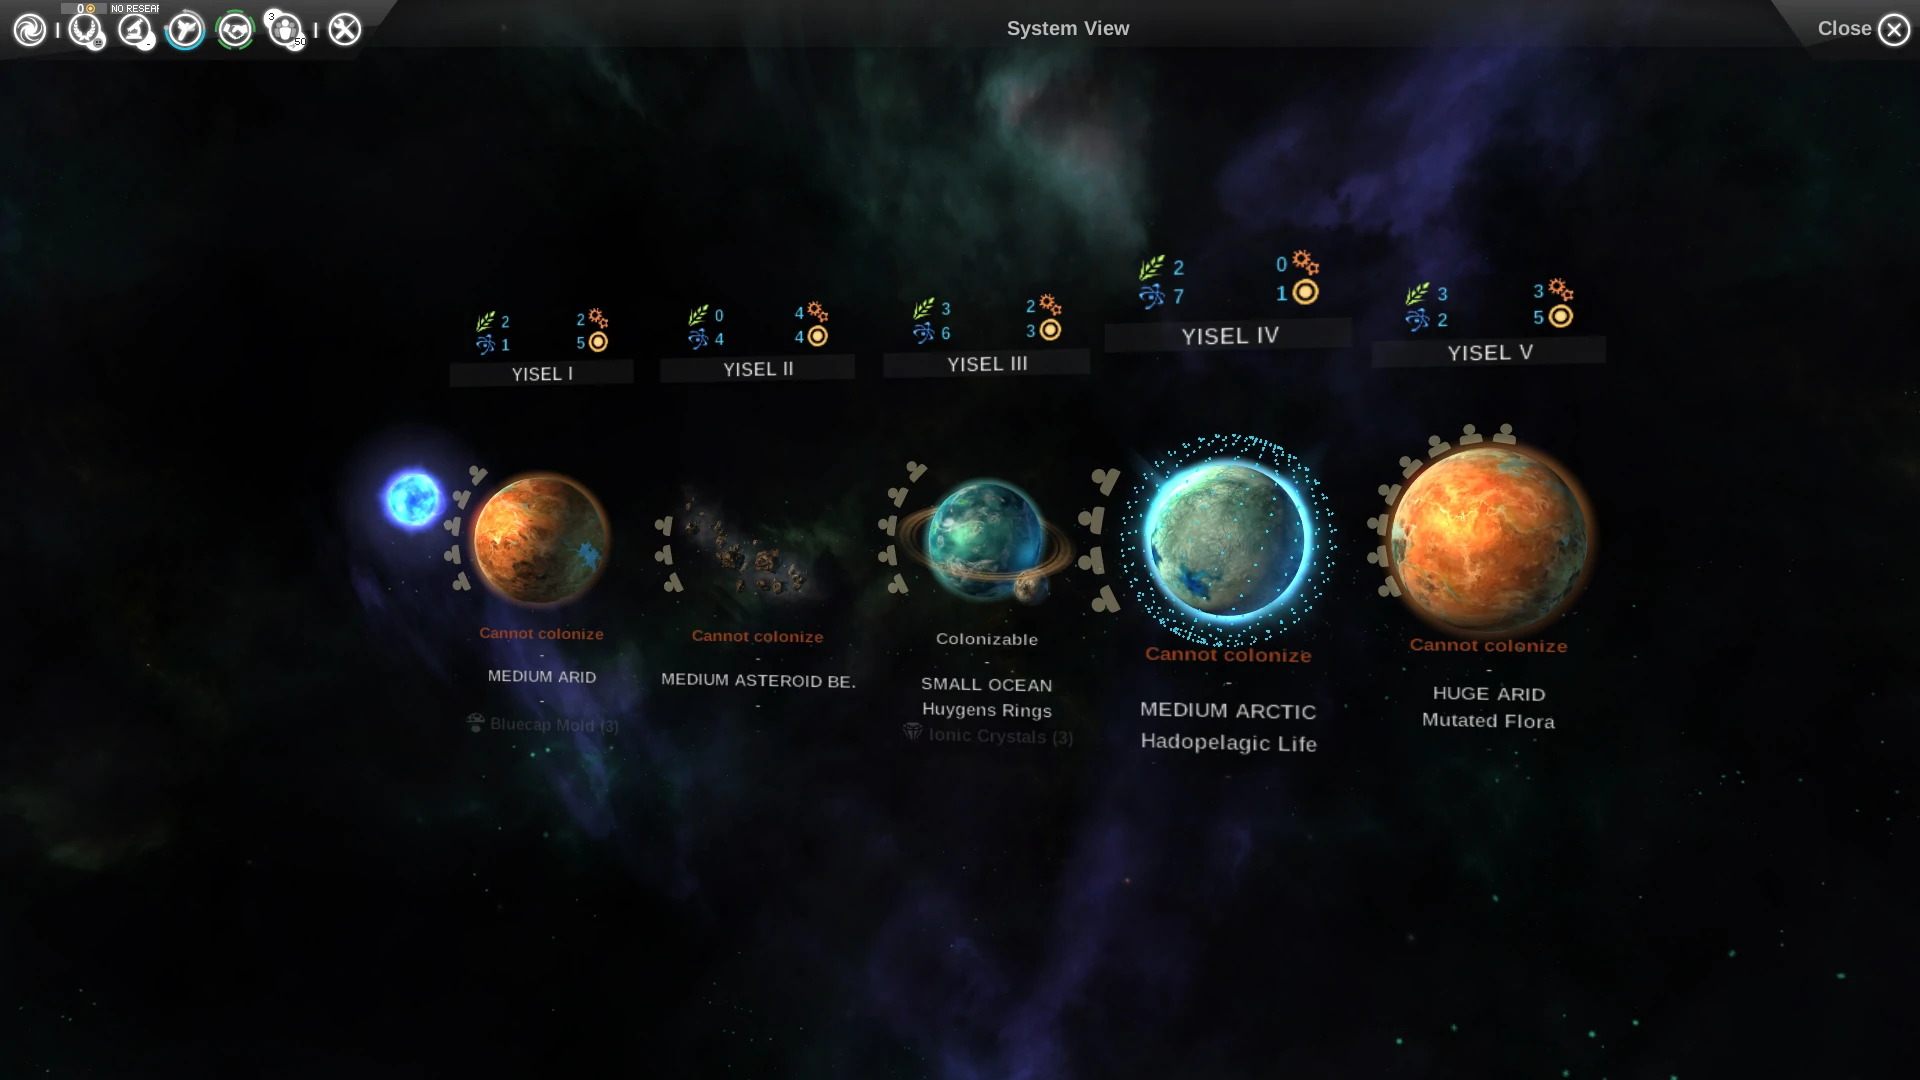 0 NO RESEAR
3
50
System View
Close
2 0
7 1
3 3
2 5
3 2
6 3
0 4
4 4
2 2
1 5
YISEL I
YISEL II
YISEL III
YISEL IV
YISEL V
Cannot colonize
-
MEDIUM ARID
-
Bluecap Mold (3)
Cannot colonize
-
MEDIUM ASTEROID BE.
-
Colonizable
-
SMALL OCEAN
Huygens Rings
Ionic Crystals (3)
Cannot colonize
-
MEDIUM ARCTIC
Hadopelagic Life
Cannot colonize
-
HUGE ARID
Mutated Flora